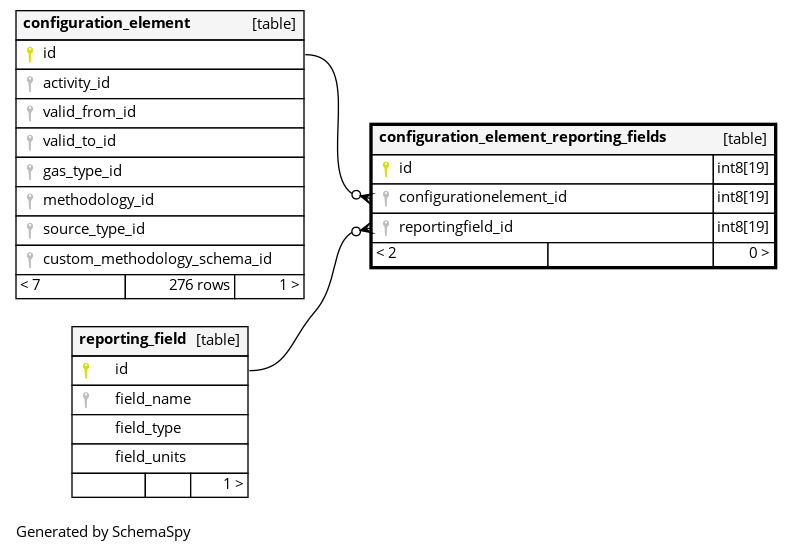 configuration_element [table]
id
activity_id
valid_from_id
valid_to_id
gas_type_id
methodology_id
source_type_id
custom_methodology_schema_id
< 7 276 rows 1 >
configuration_element_reporting_fields [table]
id int8[19]
configurationelement_id int8[19]
reportingfield_id int8[19]
< 2 0 >
reporting_field [table]
id
field_name
field_type
field_units
1 >
Generated by SchemaSpy